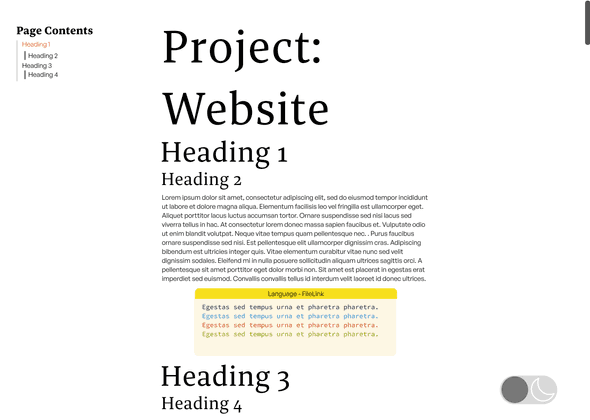 Page Contents
Heading 1
Heading 2
Heading 3
Heading 4
Project:
Website
Heading 1
Heading 2
Lorem ipsum dolor sit amet, consectetur adipiscing elit, sed do eiusmod tempor incididunt
ut labore et dolore magna aliqua. Elementum facilisis leo vel fringilla est ullamcorper eget.
Aliquet porttitor lacus luctus accumsan tortor. Ornare suspendisse sed nisi lacus sed
viverra tellus in hac. At consectetur lorem donec massa sapien faucibus et. Vulputate odio
ut enim blandit volutpat. Neque vitae tempus quam pellentesque nec. . Purus faucibus
ornare suspendisse sed nisi. Est pellentesque elit ullamcorper dignissim cras. Adipiscing
bibendum est ultricies integer quis. Vitae elementum curabitur vitae nunc sed velit
dignissim sodales. Eleifend mi in nulla posuere sollicitudin aliquam ultrices sagittis orci. A
pellentesque sit amet porttitor eget dolor morbi non. Sit amet est placerat in egestas erat
imperdiet sed euismod. Convallis convallis tellus id interdum velit laoreet id donec ultrices.
Language - FileLink
Egestas sed tempus urna et pharetra pharetra.
Egestas sed tempus urna et pharetra pharetra.
Egestas sed tempus urna et pharetra pharetra.
Egestas sed tempus urna et pharetra pharetra.
Heading 3
Heading 4